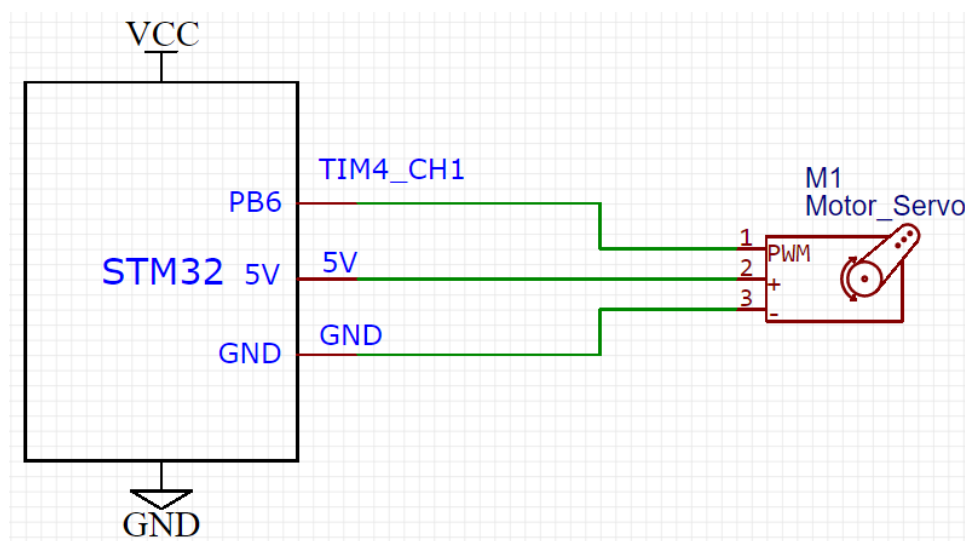 VCC
TIM4_CH1
PB6
STM32
5V
5V
GND
GND
M1
Motor_Servo
1
PWM
2
+
3
-
GND